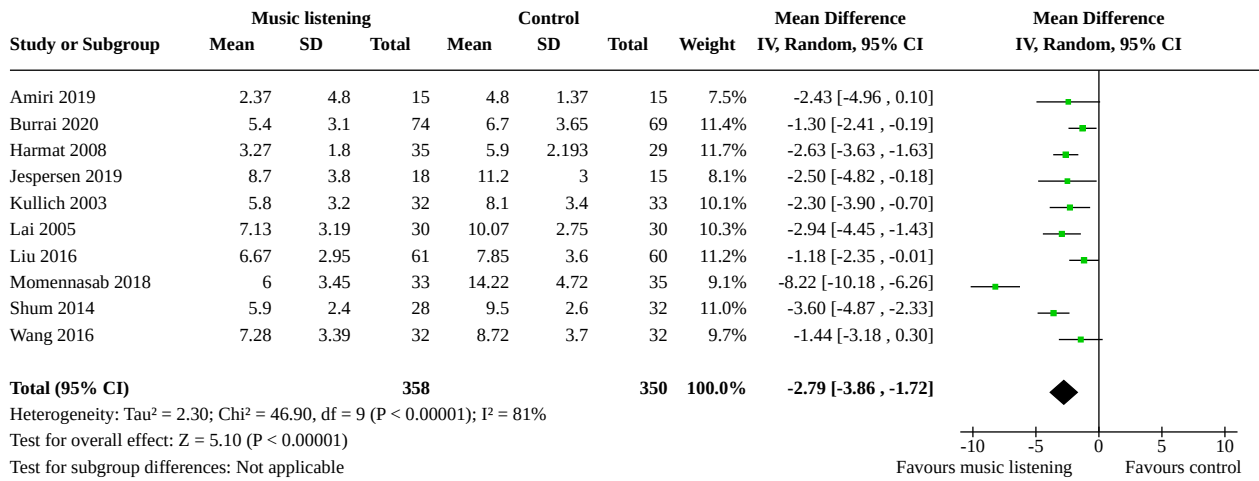 Music listening Control Mean Difference Mean Difference
Study or Subgroup Mean SD Total Mean SD Total Weight IV, Random, 95% CI IV, Random, 95% CI
Amiri 2019 2.37 4.8 15 4.8 1.37 15 7.5% -2.43 [-4.96 , 0.10]
Burrai 2020 5.4 3.1 74 6.7 3.65 69 11.4% -1.30 [-2.41 , -0.19]
Harmat 2008 3.27 1.8 35 5.9 2.193 29 11.7% -2.63 [-3.63 , -1.63]
Jespersen 2019 8.7 3.8 18 11.2 3 15 8.1% -2.50 [-4.82 , -0.18]
Kullich 2003 5.8 3.2 32 8.1 3.4 33 10.1% -2.30 [-3.90 , -0.70]
Lai 2005 7.13 3.19 30 10.07 2.75 30 10.3% -2.94 [-4.45 , -1.43]
Liu 2016 6.67 2.95 61 7.85 3.6 60 11.2% -1.18 [-2.35 , -0.01]
Momennasab 2018 6 3.45 33 14.22 4.72 35 9.1% -8.22 [-10.18 , -6.26]
Shum 2014 5.9 2.4 28 9.5 2.6 32 11.0% -3.60 [-4.87 , -2.33]
Wang 2016 7.28 3.39 32 8.72 3.7 32 9.7% -1.44 [-3.18 , 0.30]
Total (95% CI) 358 350 100.0% -2.79 [-3.86 , -1.72]
Heterogeneity: Tau² = 2.30; Chi² = 46.90, df = 9 (P < 0.00001); I² = 81%
Test for overall effect: Z = 5.10 (P < 0.00001)
-10 -5 0 5 10
Test for subgroup differences: Not applicable
Favours music listening Favours control